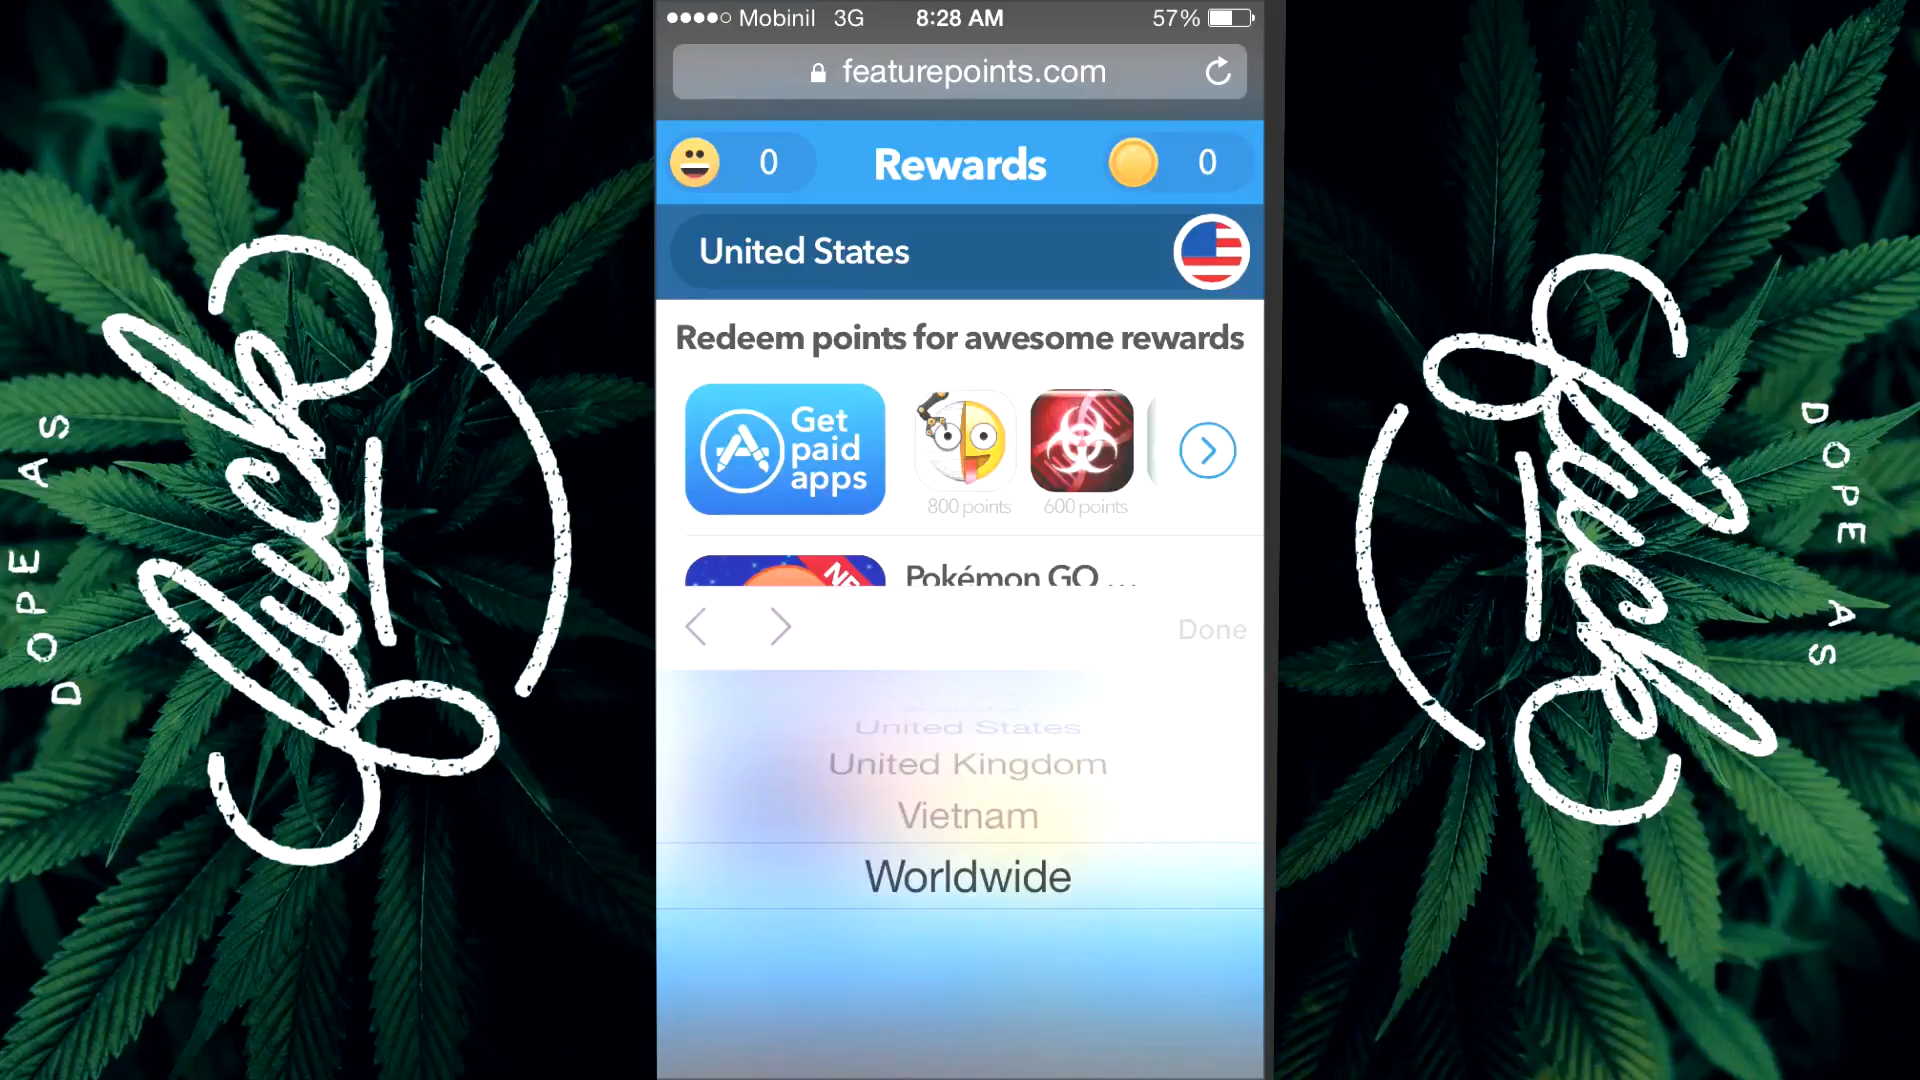 Mobinil 3G 8:28 AM 57%
featurepoints.com
0 Rewards 0
United States
Redeem points for awesome rewards
Get
paid
apps
800 points 600 points
Pokémon GO ...
Done
United States
United Kingdom
Vietnam
Worldwide
DOPE AS
fuck
DOPE AS
fuck